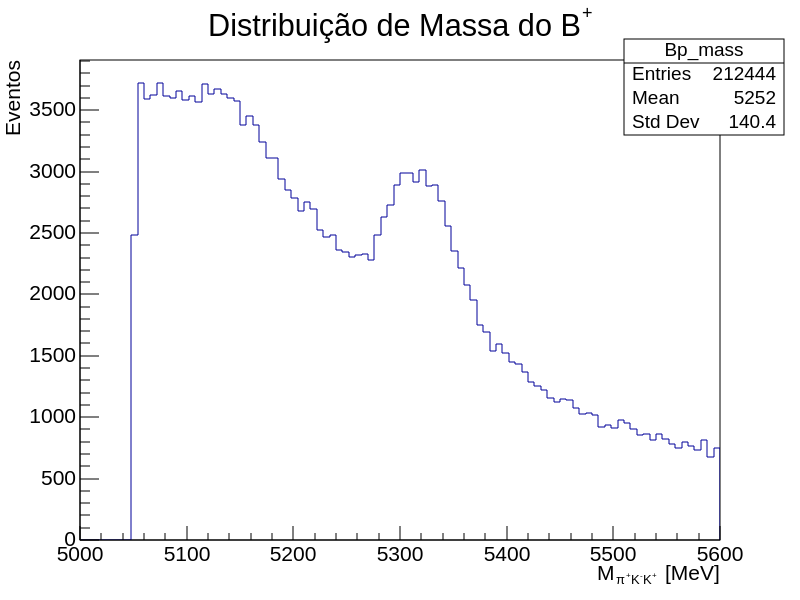 Distribuição de Massa do B⁺
Bp_mass
Entries 212444
Mean 5252
Std Dev 140.4
Eventos
3500
3000
2500
2000
1500
1000
500
0
5000 5100 5200 5300 5400 5500 5600
M π⁺K⁻K⁺ [MeV]